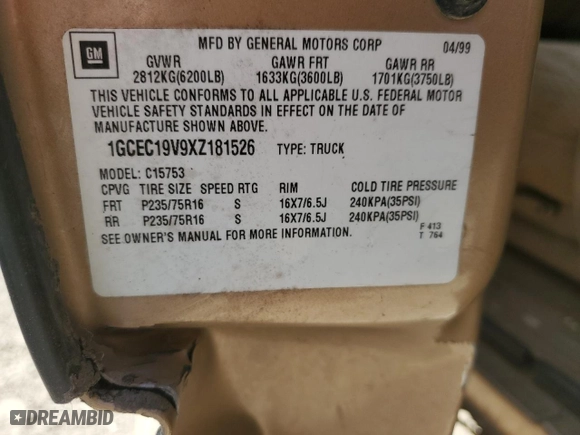 GM
MFD BY GENERAL MOTORS CORP 04/99
GVWR GAWR FRT GAWR RR
2812KG(6200LB) 1633KG(3600LB) 1701KG(3750LB)
THIS VEHICLE CONFORMS TO ALL APPLICABLE U.S. FEDERAL MOTOR
VEHICLE SAFETY STANDARDS IN EFFECT ON THE DATE OF
MANUFACTURE SHOWN ABOVE.
1GCEC19V9XZ181526 TYPE: TRUCK
MODEL: C15753
CPVG TIRE SIZE SPEED RTG RIM COLD TIRE PRESSURE
FRT P235/75R16 S 16X7/6.5J 240KPA(35PSI)
RR P235/75R16 S 16X7/6.5J 240KPA(35PSI)
SEE OWNER'S MANUAL FOR MORE INFORMATION.
F 413
T 764
DREAMBID